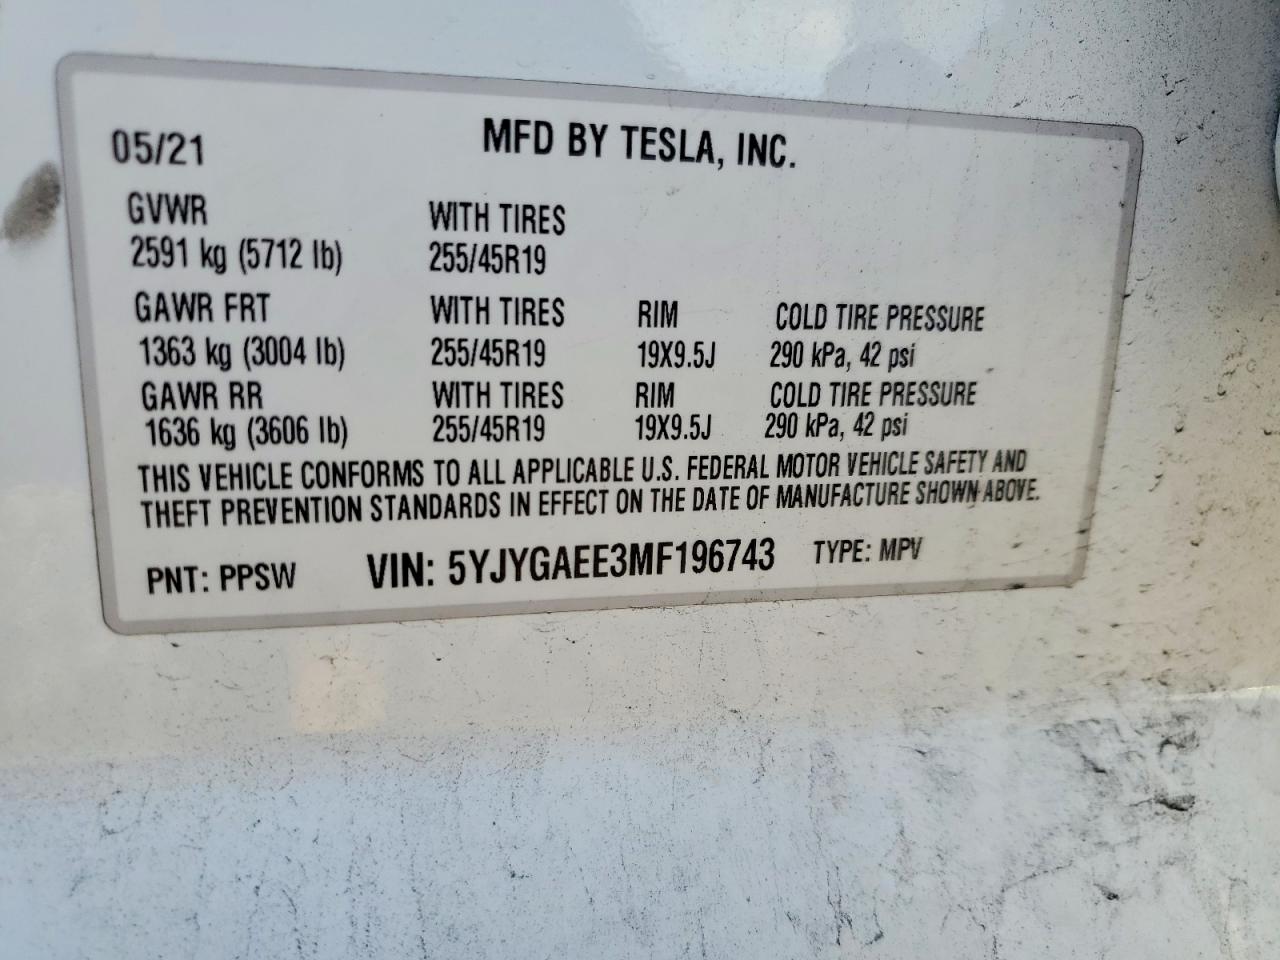 05/21 MFD BY TESLA, INC.
GVWR WITH TIRES
2591 kg (5712 lb) 255/45R19
GAWR FRT WITH TIRES RIM COLD TIRE PRESSURE
1363 kg (3004 lb) 255/45R19 19X9.5J 290 kPa, 42 psi
GAWR RR WITH TIRES RIM COLD TIRE PRESSURE
1636 kg (3606 lb) 255/45R19 19X9.5J 290 kPa, 42 psi
THIS VEHICLE CONFORMS TO ALL APPLICABLE U.S. FEDERAL MOTOR VEHICLE SAFETY AND
THEFT PREVENTION STANDARDS IN EFFECT ON THE DATE OF MANUFACTURE SHOWN ABOVE.
PNT: PPSW VIN: 5YJYGAEE3MF196743 TYPE: MPV